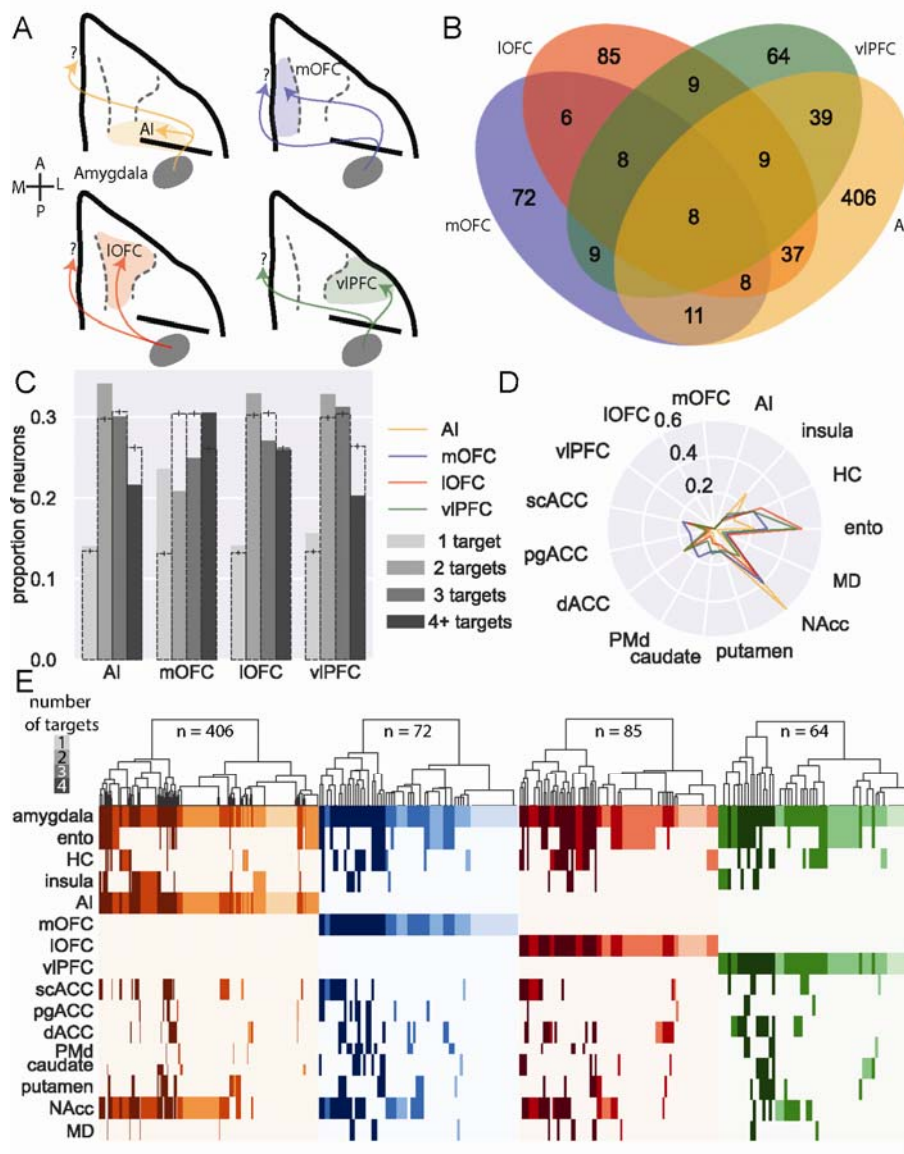 A
?
AI
Amygdala
?
mOFC
A
M L
P
?
lOFC
?
vlPFC
B
lOFC
85
64
vlPFC
9
6
39
8
9
72
8
406
mOFC
A
9
37
8
11
C
proportion of neurons
0.3
0.2
0.1
0.0
AI
mOFC
lOFC
vlPFC
AI
mOFC
lOFC
vlPFC
1 target
2 targets
3 targets
4+ targets
D
mOFC
AI
insula
HC
ento
MD
NAcc
putamen
caudate
PMd
dACC
pgACC
scACC
vlPFC
lOFC
0.6
0.4
0.2
E
number
of targets
1
2
3
4
n = 406
n = 72
n = 85
n = 64
amygdala
ento
HC
insula
AI
mOFC
lOFC
vlPFC
scACC
pgACC
dACC
PMd
caudate
putamen
NAcc
MD